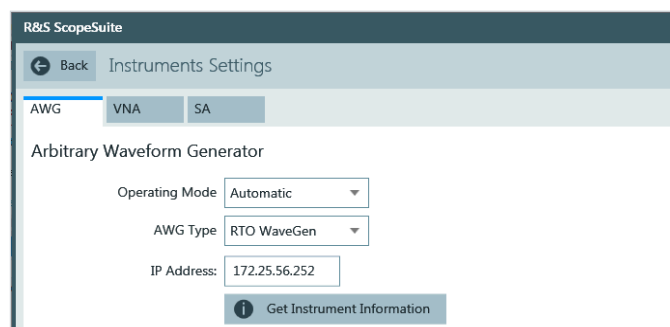 R&S ScopeSuite
Back Instruments Settings
AWG VNA SA
Arbitrary Waveform Generator
Operating Mode Automatic
AWG Type RTO WaveGen
IP Address: 172.25.56.252
Get Instrument Information